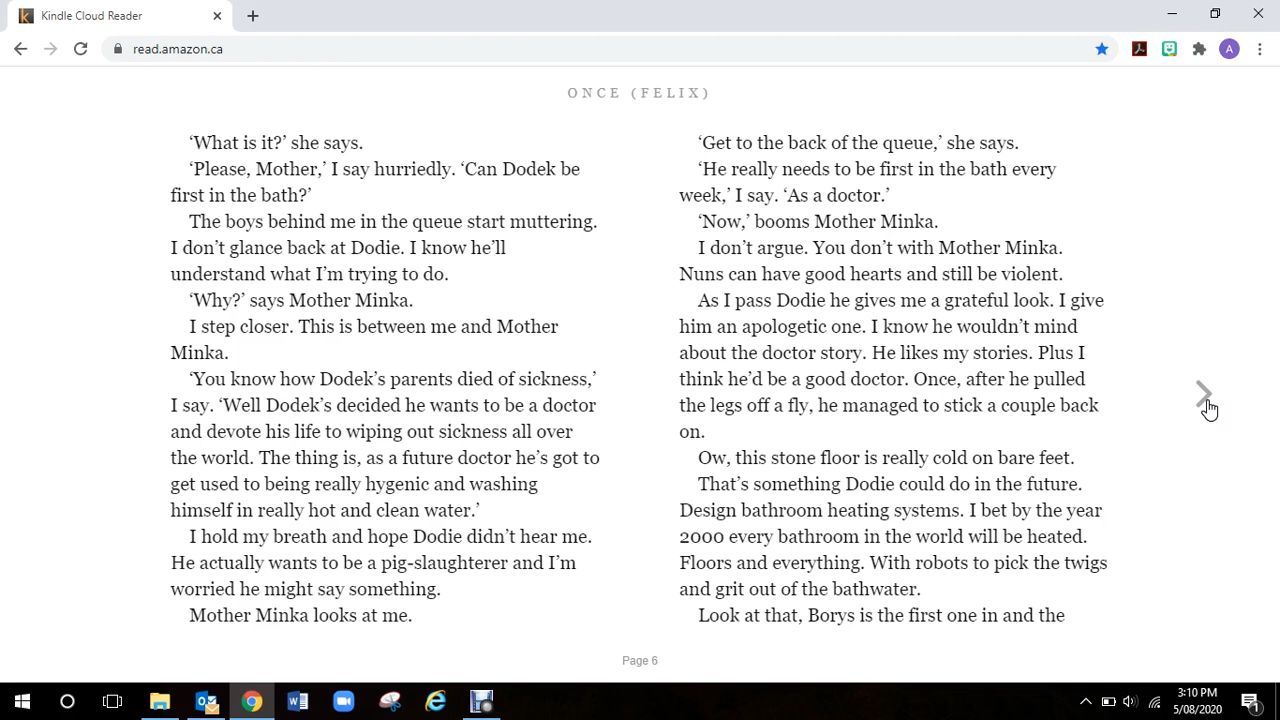 Kindle Cloud Reader
read.amazon.ca
A
ONCE (FELIX)
‘What is it?’ she says.
‘Please, Mother,’ I say hurriedly. ‘Can Dodek be
first in the bath?’
The boys behind me in the queue start muttering.
I don’t glance back at Dodie. I know he’ll
understand what I’m trying to do.
‘Why?’ says Mother Minka.
I step closer. This is between me and Mother
Minka.
‘You know how Dodek’s parents died of sickness,’
I say. ‘Well Dodek’s decided he wants to be a doctor
and devote his life to wiping out sickness all over
the world. The thing is, as a future doctor he’s got to
get used to being really hygenic and washing
himself in really hot and clean water.’
I hold my breath and hope Dodie didn’t hear me.
He actually wants to be a pig-slaughterer and I’m
worried he might say something.
Mother Minka looks at me.
‘Get to the back of the queue,’ she says.
‘He really needs to be first in the bath every
week,’ I say. ‘As a doctor.’
‘Now,’ booms Mother Minka.
I don’t argue. You don’t with Mother Minka.
Nuns can have good hearts and still be violent.
As I pass Dodie he gives me a grateful look. I give
him an apologetic one. I know he wouldn’t mind
about the doctor story. He likes my stories. Plus I
think he’d be a good doctor. Once, after he pulled
the legs off a fly, he managed to stick a couple back
on.
Ow, this stone floor is really cold on bare feet.
That’s something Dodie could do in the future.
Design bathroom heating systems. I bet by the year
2000 every bathroom in the world will be heated.
Floors and everything. With robots to pick the twigs
and grit out of the bathwater.
Look at that, Borys is the first one in and the
Page 6
3:10 PM
5/08/2020
1